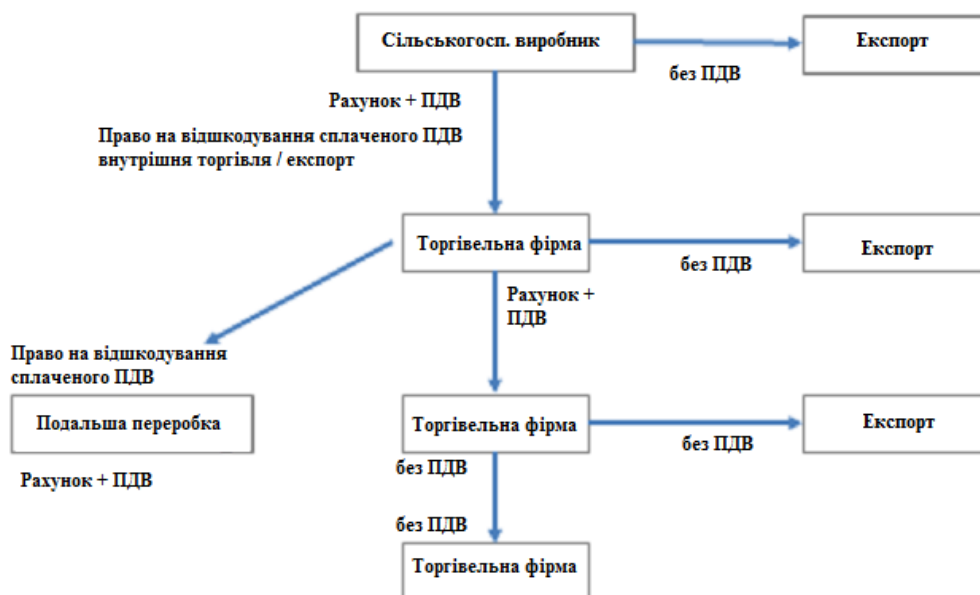 Сільськогосп. виробник
Експорт
без ПДВ
Рахунок + ПДВ
Право на відшкодування сплаченого ПДВ
внутрішня торгівля / експорт
Торгівельна фірма
Експорт
без ПДВ
Рахунок +
ПДВ
Право на відшкодування
сплаченого ПДВ
Подальша переробка
Торгівельна фірма
Експорт
без ПДВ
без ПДВ
Рахунок + ПДВ
без ПДВ
Торгівельна фірма